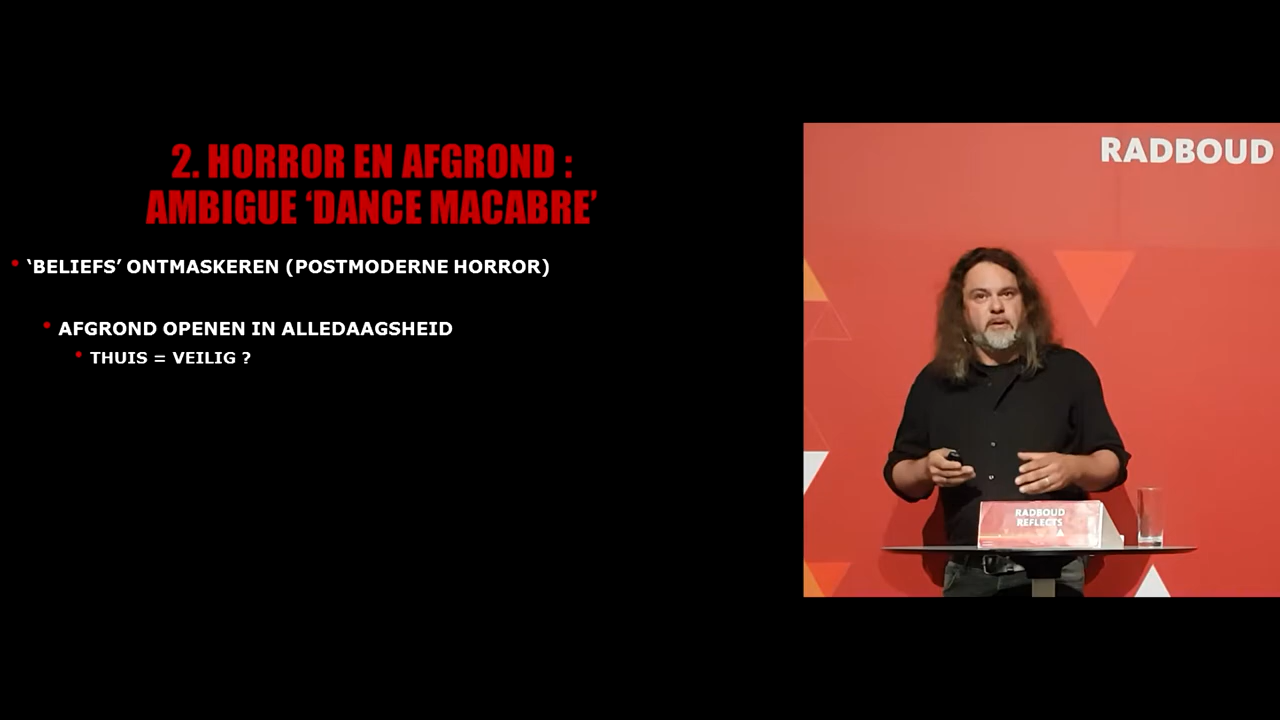 2. HORROR EN AFGROND :
AMBIGUE ‘DANCE MACABRE’
• ‘BELIEFS’ ONTMASKEREN (POSTMODERNE HORROR)
• AFGROND OPENEN IN ALLEDAAGSHEID
• THUIS = VEILIG ?
RADBOUD
RADBOUD
REFLECTS